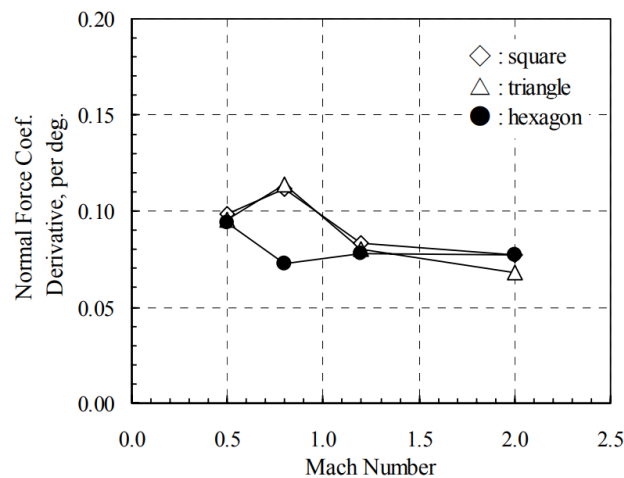 Normal Force Coef.
Derivative, per deg.
0.20
0.15
0.10
0.05
0.00
: square
: triangle
: hexagon
0.0 0.5 1.0 1.5 2.0 2.5
Mach Number